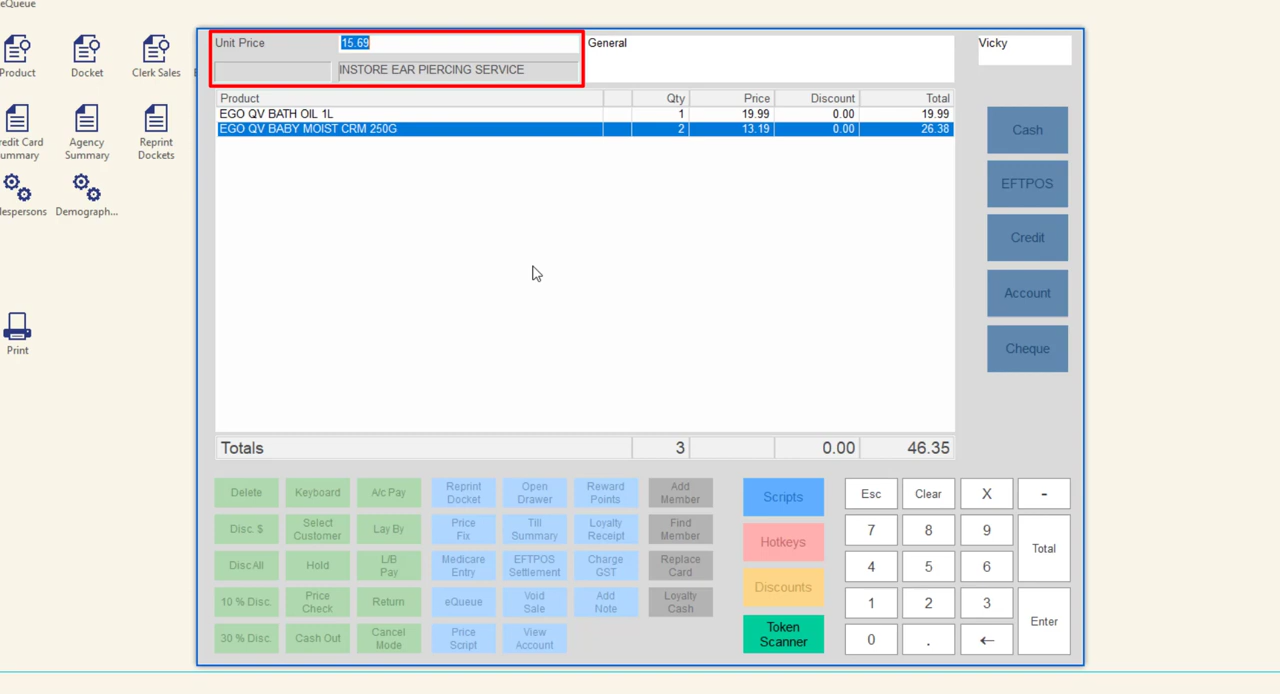 eQueue
Product
Docket
Clerk Sales
redit Card
ummary
Agency
Summary
Reprint
Dockets
lespersons
Demograph...
Print
Unit Price
15.69
INSTORE EAR PIERCING SERVICE
General
Vicky
Product Qty Price Discount Total
EGO QV BATH OIL 1L 1 19.99 0.00 19.99
EGO QV BABY MOIST CRM 250G 2 13.19 0.00 26.38
Totals 3 0.00 46.35
Cash
EFTPOS
Credit
Account
Cheque
Delete
Keyboard
A/c Pay
Reprint
Docket
Open
Drawer
Reward
Points
Add
Member
Disc. $
Select
Customer
Lay By
Price
Fix
Till
Summary
Loyalty
Receipt
Find
Member
Disc All
Hold
L/B
Pay
Medicare
Entry
EFTPOS
Settlement
Charge
GST
Replace
Card
10 % Disc.
Price
Check
Return
eQueue
Void
Sale
Add
Note
Loyalty
Cash
30 % Disc.
Cash Out
Cancel
Mode
Price
Script
View
Account
Scripts
Hotkeys
Discounts
Token
Scanner
Esc Clear X -
7 8 9
Total
4 5 6
1 2 3
Enter
0 . ←